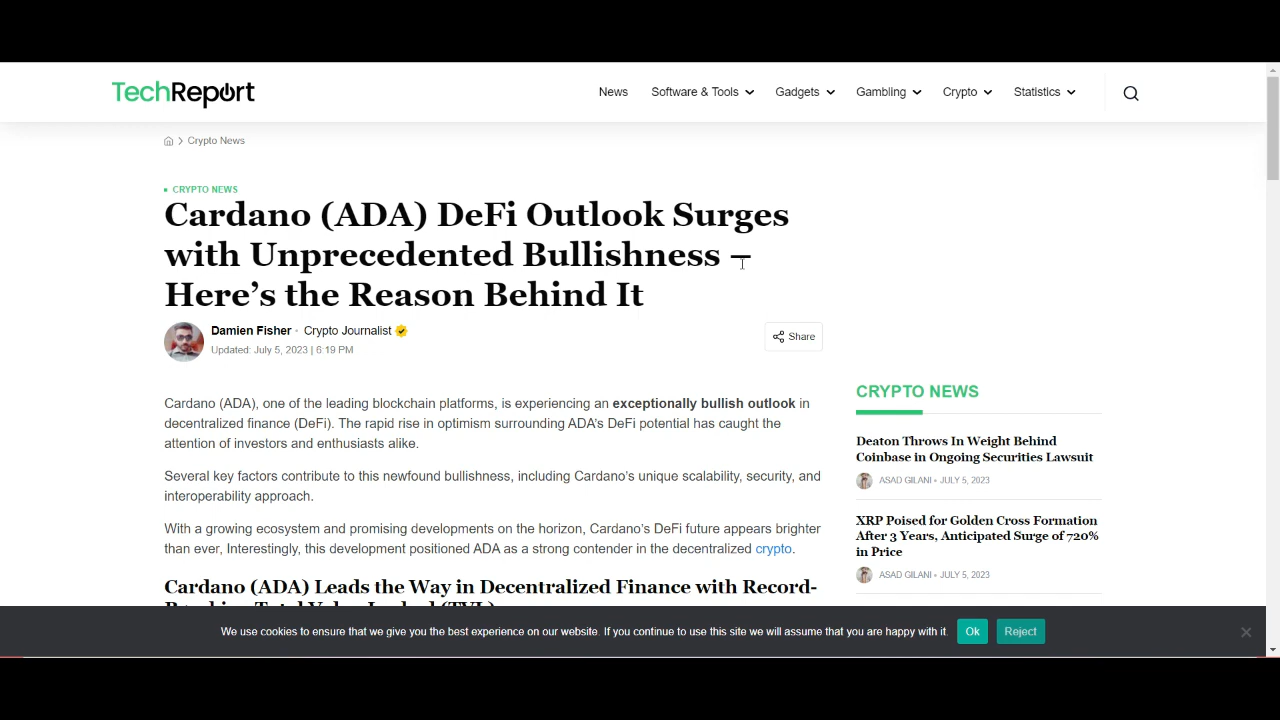 TechReport
News Software & Tools Gadgets Gambling Crypto Statistics
Crypto News
CRYPTO NEWS
Cardano (ADA) DeFi Outlook Surges
with Unprecedented Bullishness –
Here's the Reason Behind It
Damien Fisher - Crypto Journalist
Updated: July 5, 2023 | 6:19 PM
Share
Cardano (ADA), one of the leading blockchain platforms, is experiencing an exceptionally bullish outlook in
decentralized finance (DeFi). The rapid rise in optimism surrounding ADA's DeFi potential has caught the
attention of investors and enthusiasts alike.
Several key factors contribute to this newfound bullishness, including Cardano's unique scalability, security, and
interoperability approach.
With a growing ecosystem and promising developments on the horizon, Cardano's DeFi future appears brighter
than ever, Interestingly, this development positioned ADA as a strong contender in the decentralized crypto.
Cardano (ADA) Leads the Way in Decentralized Finance with Record-
CRYPTO NEWS
Deaton Throws In Weight Behind
Coinbase in Ongoing Securities Lawsuit
ASAD GILANI • JULY 5, 2023
XRP Poised for Golden Cross Formation
After 3 Years, Anticipated Surge of 720%
in Price
ASAD GILANI • JULY 5, 2023
We use cookies to ensure that we give you the best experience on our website. If you continue to use this site we will assume that you are happy with it. Ok Reject